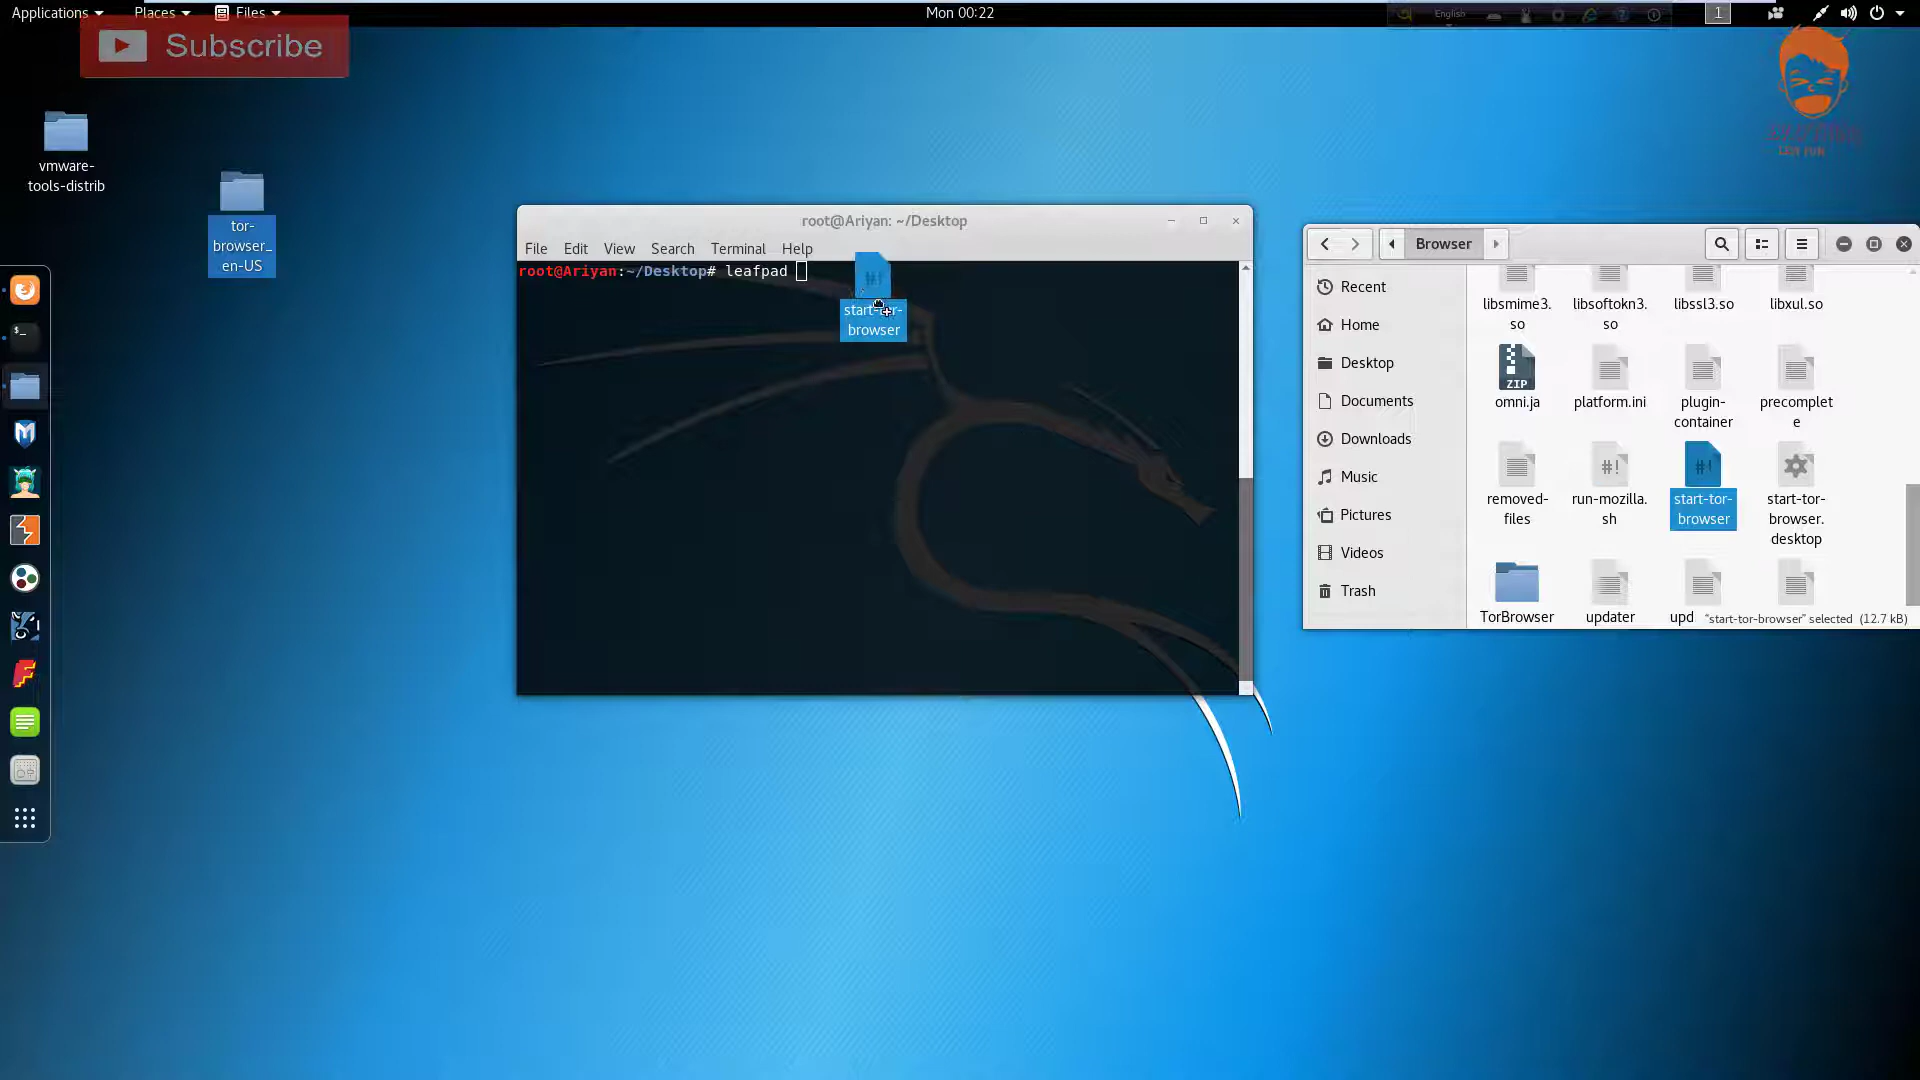 Applications
Places
Files
Mon 00:22
English
1
Subscribe
vmware-
tools-distrib
tor-
browser_
en-US
root@Ariyan: ~/Desktop
File
Edit
View
Search
Terminal
Help
root@Ariyan:~/Desktop# leafpad
#!
start-tor-
browser
Browser
Recent
Home
Desktop
Documents
Downloads
Music
Pictures
Videos
Trash
libsmime3.
so
libsoftokn3.
so
libssl3.so
libxul.so
ZIP
omni.ja
platform.ini
plugin-
container
precomplet
e
removed-
files
#!
run-mozilla.
sh
#!
start-tor-
browser
start-tor-
browser.
desktop
TorBrowser
updater
upd
"start-tor-browser" selected (12.7 kB)